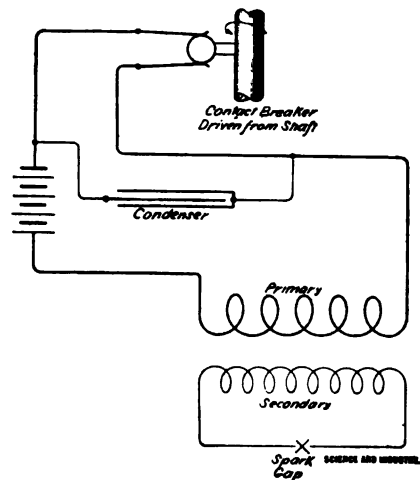 Contact Breaker
Driven from Shaft
Condenser
Primary
Secondary
Spark
Gap
SCIENCE AND INDUSTRY.